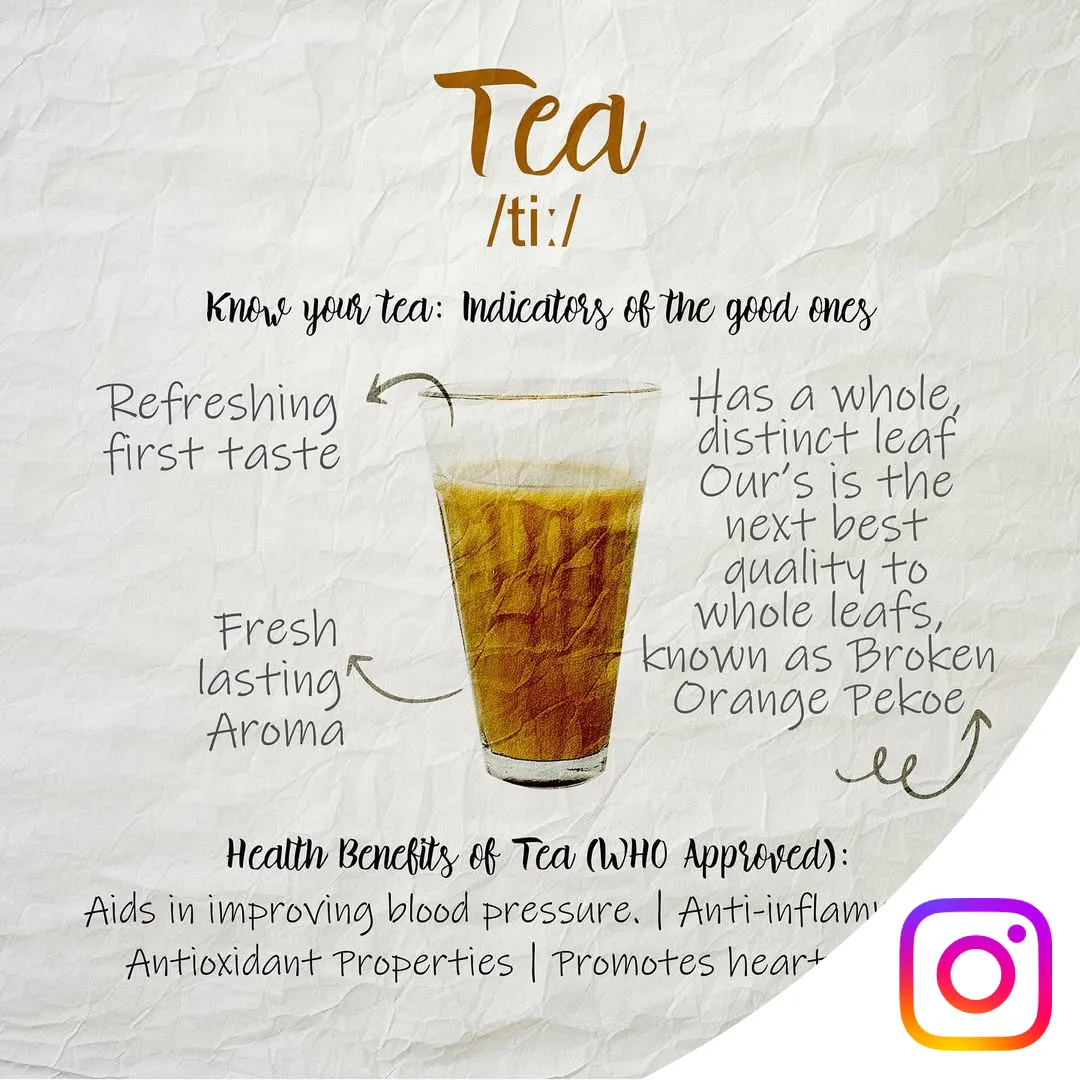 Tea
/ti:/
Know your tea: Indicators of the good ones
Refreshing
first taste
Has a whole,
distinct leaf
Our's is the
next best
quality to
whole leafs,
known as Broken
Orange Pekoe
Fresh
lasting
Aroma
Health Benefits of Tea (WHO Approved):
Aids in improving blood pressure. | Anti-inflam
Antioxidant Properties | Promotes heart